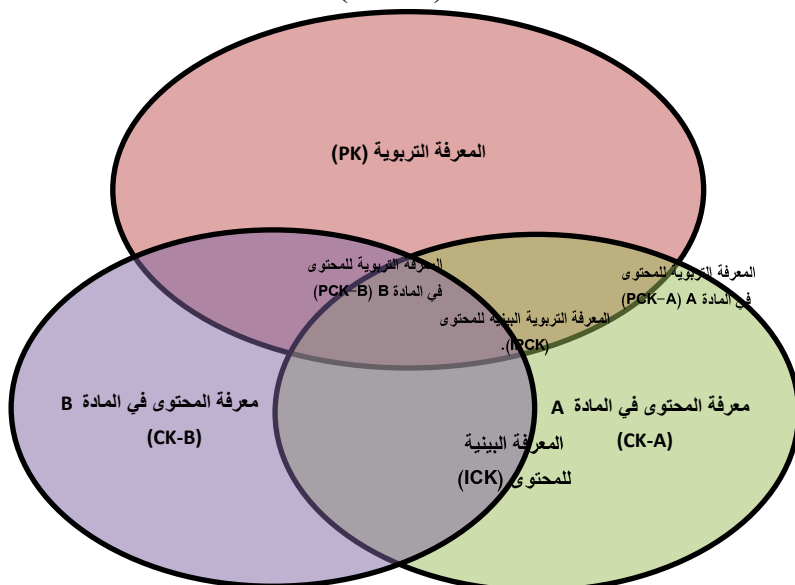 المعرفة التربوية (PK)
المعرفة التربوية للمحتوى
في المادة A (PCK-A)
المعرفة التربوية للمحتوى
في المادة B (PCK-B)
المعرفة التربوية البينية للمحتوى
(IPCK).
معرفة المحتوى في المادة A
(CK-A)
معرفة المحتوى في المادة B
(CK-B)
المعرفة البينية
للمحتوى (ICK)